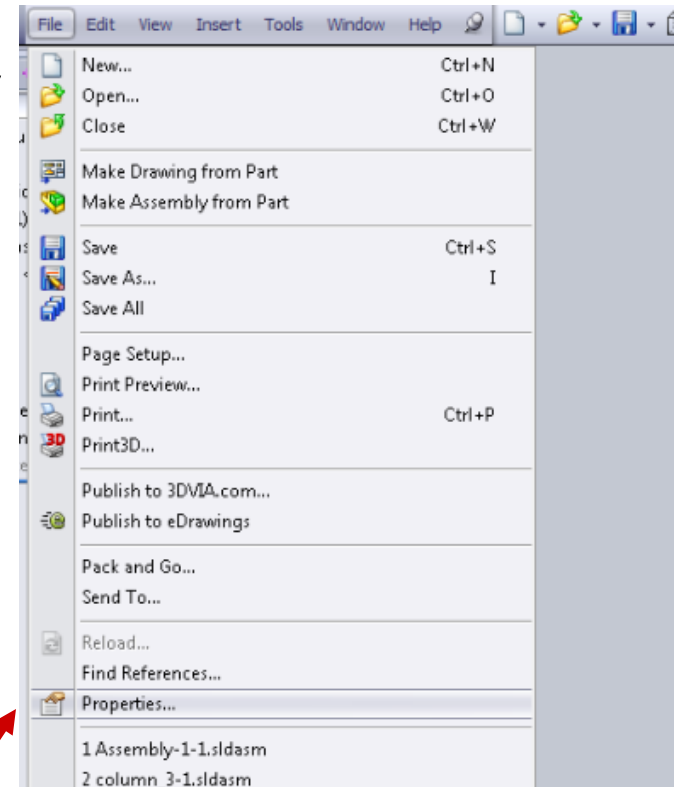 File Edit View Insert Tools Window Help
New... Ctrl+N
Open... Ctrl+O
Close Ctrl+W
Make Drawing from Part
Make Assembly from Part
Save Ctrl+S
Save As... I
Save All
Page Setup...
Print Preview...
Print... Ctrl+P
3D Print3D...
Publish to 3DVIA.com...
Publish to eDrawings
Pack and Go...
Send To...
Reload...
Find References...
Properties...
1 Assembly-1-1.sldasm
2 column 3-1.sldasm